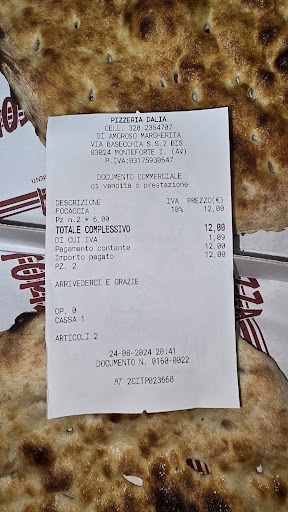 PIZZERIA DALIA
CELL. 328 2354707
DI AMOROSO MARGHERITA
VIA BASECCHIA S.S.7 BIS
83024 MONTEFORTE I. (AV)
P.IVA:03175930647
DOCUMENTO COMMERCIALE
di vendita o prestazione
DESCRIZIONE IVA PREZZO(€)
FOCACCIA 10% 12,00
Pz n.2 * 6,00
TOTALE COMPLESSIVO 12,00
DI CUI IVA 1,09
Pagamento contante 12,00
Importo pagato 12,00
PZ. 2
ARRIVEDERCI E GRAZIE
OP. 0
CASSA 1
ARTICOLI 2
24-08-2024 20:41
DOCUMENTO N. 0160-0022
RT 2CITP023668